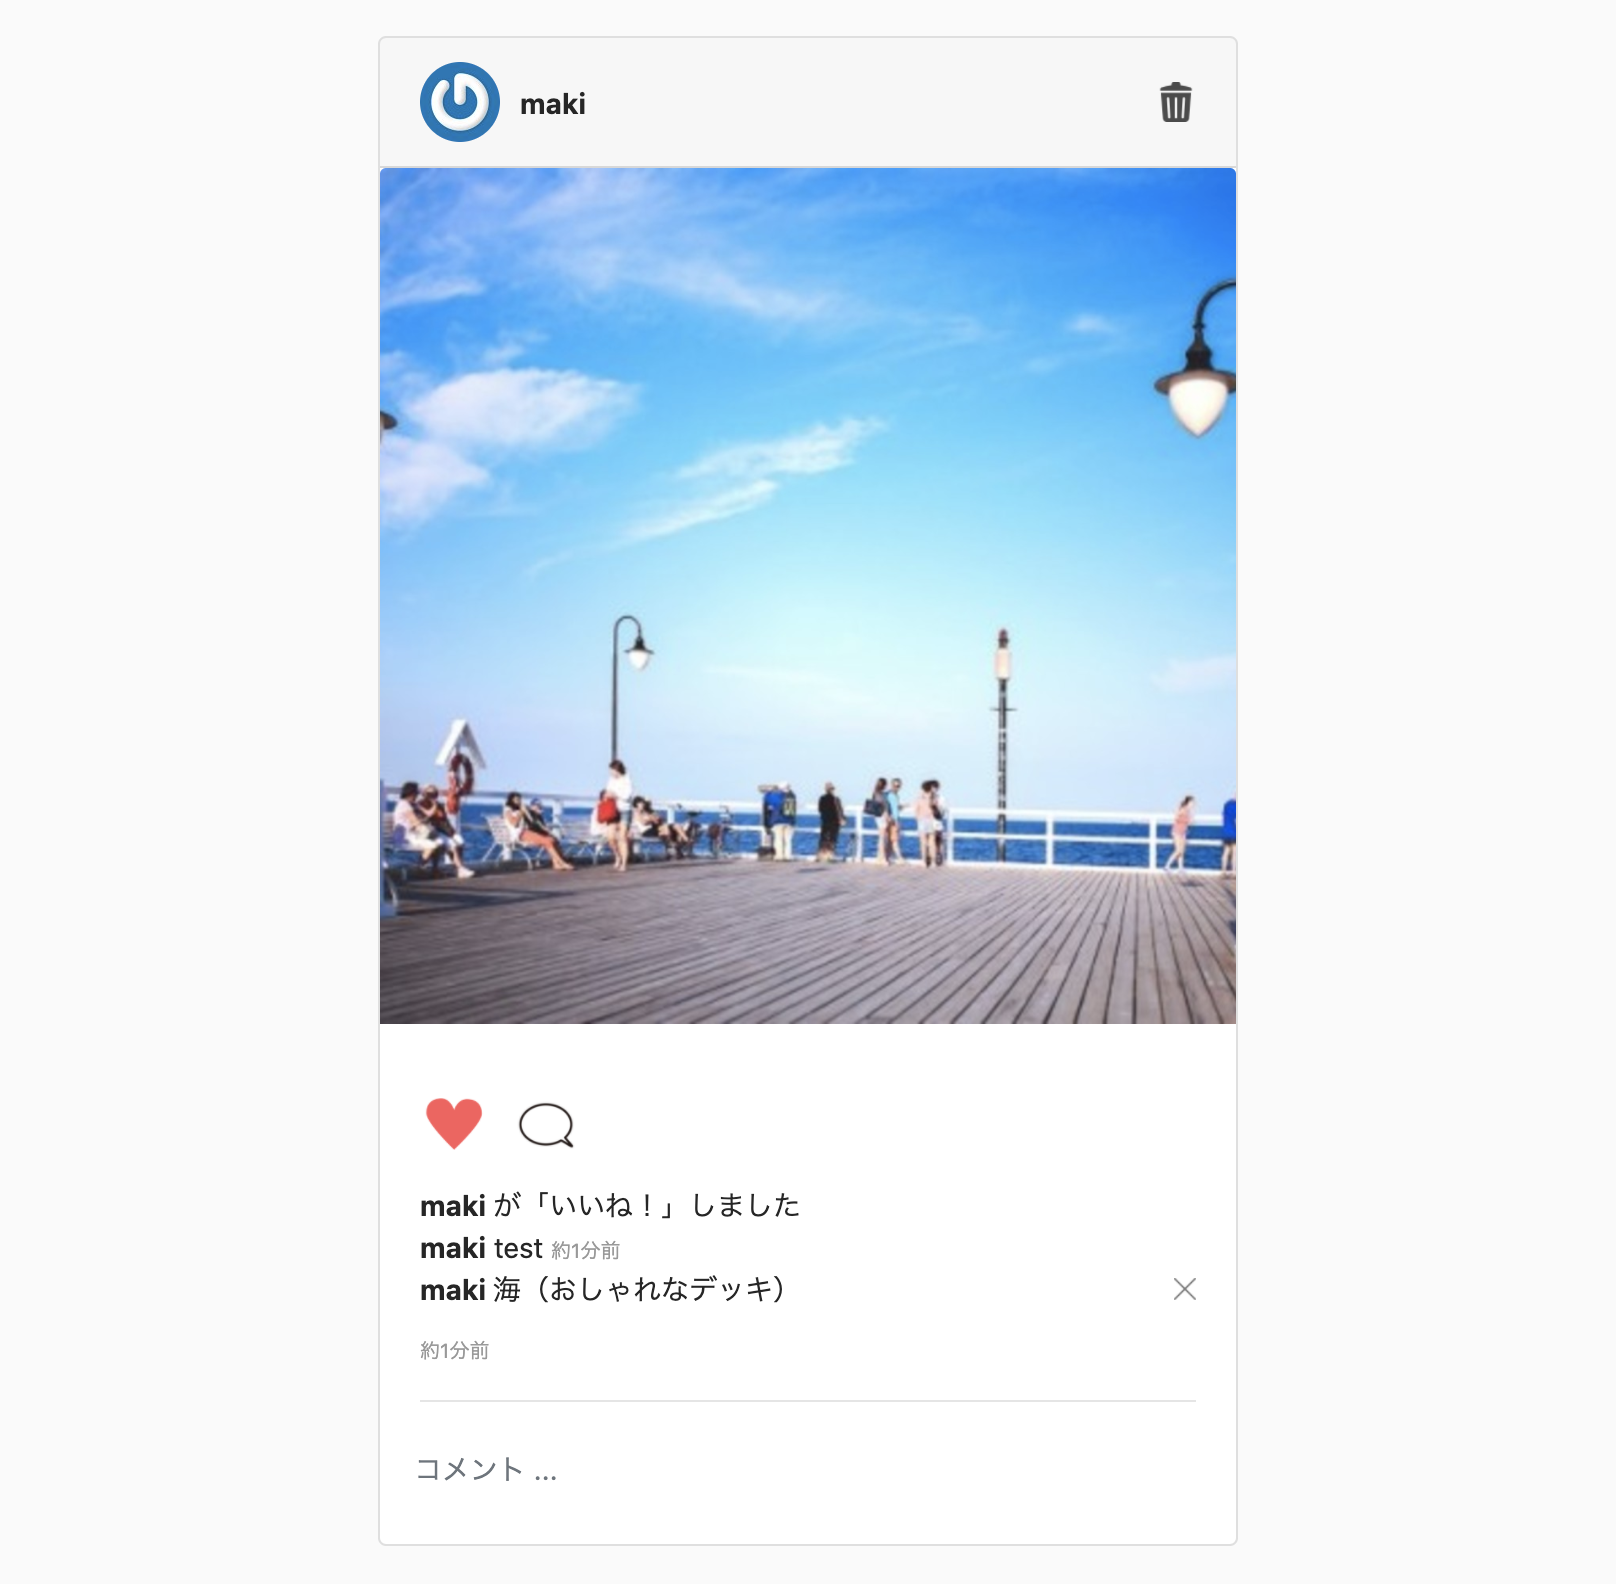 maki
maki が「いいね！」しました
maki test 約1分前
maki 海（おしゃれなデッキ）
約1分前
コメント ...